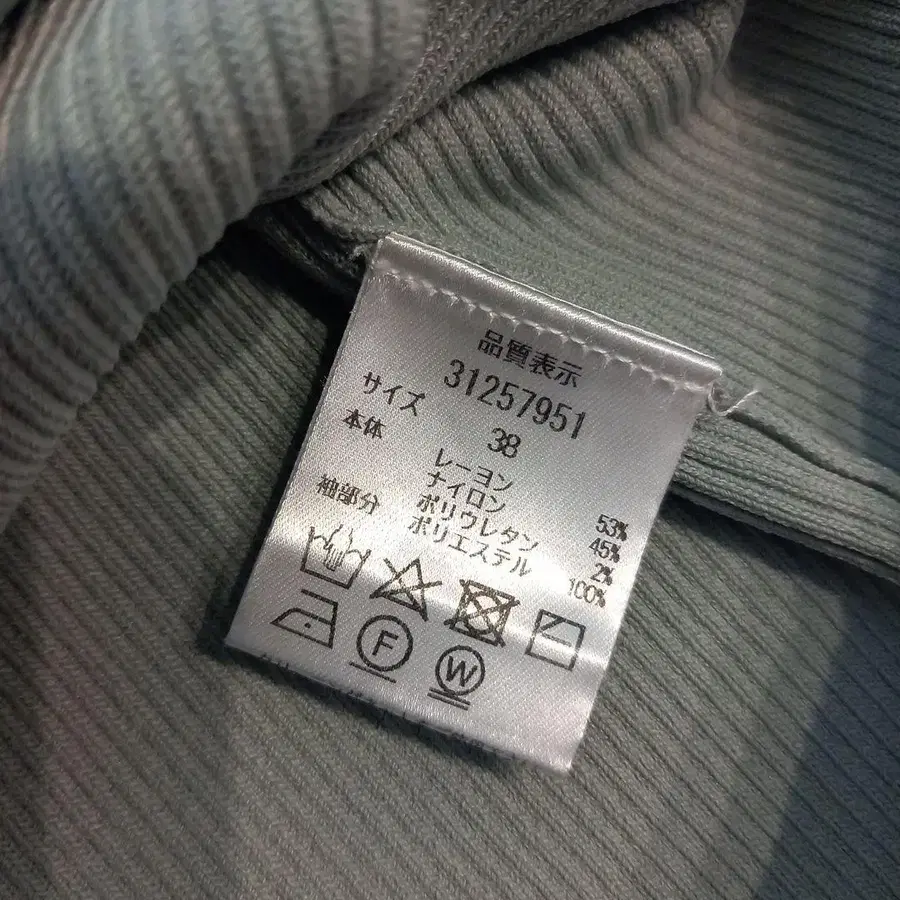 品質表示
31257951
サイズ 38
本体 レーヨン 53%
ナイロン 45%
ポリウレタン 2%
袖部分 ポリエステル 100%
F
W